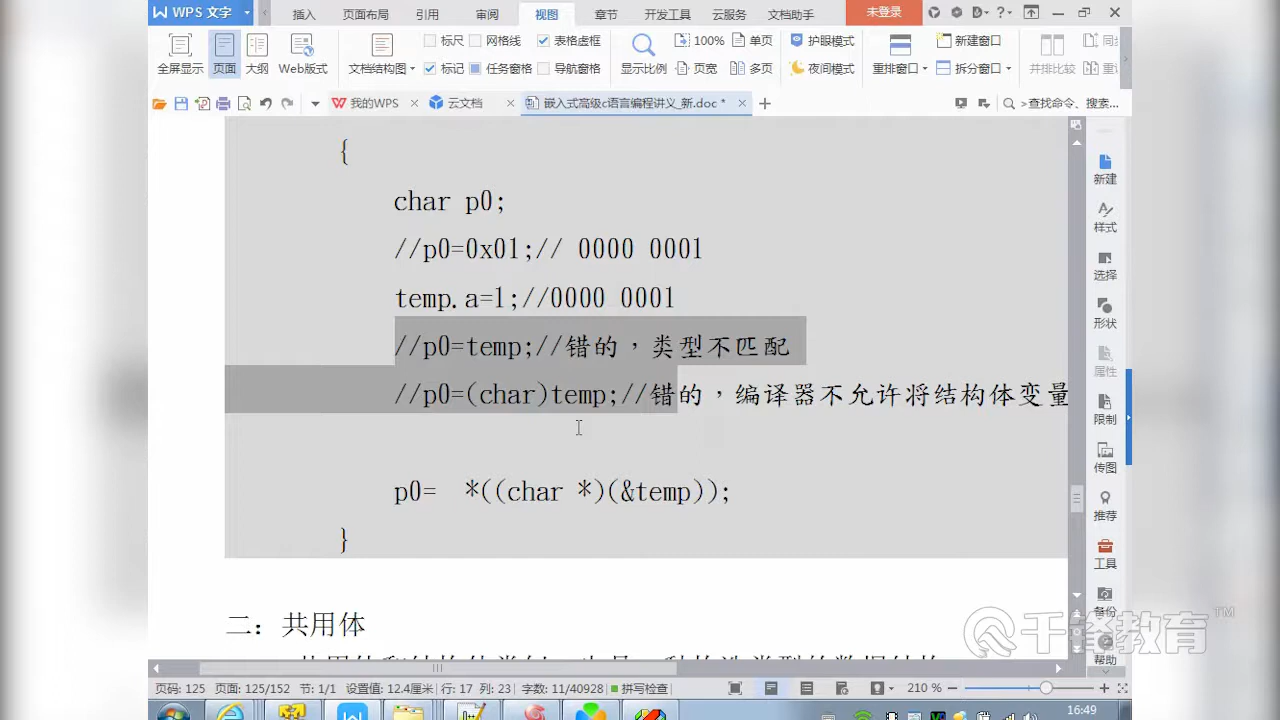 WPS 文字
插入 页面布局 引用 审阅 视图 章节 开发工具 云服务 文档助手 未登录
标尺 网格线 表格虚框 100% 单页 护眼模式 新建窗口
全屏显示 页面 大纲 Web版式 文档结构图 标记 任务窗格 导航窗格 显示比例 页宽 多页 夜间模式 重排窗口 拆分窗口 并排比较
我的WPS 云文档 嵌入式高级c语言编程讲义_新.doc * >查找命令、搜索...
{
char p0;
//p0=0x01;// 0000 0001
temp.a=1;//0000 0001
//p0=temp;//错的，类型不匹配
//p0=(char)temp;//错的，编译器不允许将结构体变量
p0= *((char *)(&temp));
}
二：共用体
新建
样式
选择
形状
属性
限制
传图
推荐
工具
备份
帮助
千锋教育 TM
页码: 125 页面: 125/152 节: 1/1 设置值: 12.4厘米 行: 17 列: 23 字数: 11/40928 拼写检查 210 %
16:49